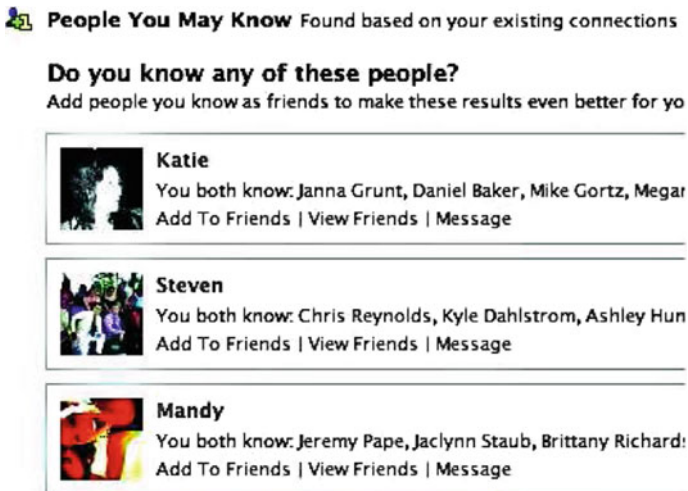 People You May Know Found based on your existing connections
Do you know any of these people?
Add people you know as friends to make these results even better for yo
Katie
You both know: Janna Grunt, Daniel Baker, Mike Gortz, Megan
Add To Friends | View Friends | Message
Steven
You both know: Chris Reynolds, Kyle Dahlstrom, Ashley Hun
Add To Friends | View Friends | Message
Mandy
You both know: Jeremy Pape, Jaclynn Staub, Brittany Richard
Add To Friends | View Friends | Message